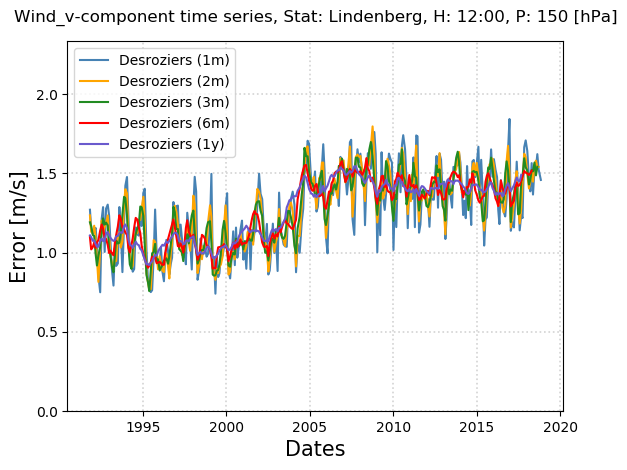 Wind_v-component time series, Stat: Lindenberg, H: 12:00, P: 150 [hPa]
Desroziers (1m)
Desroziers (2m)
Desroziers (3m)
Desroziers (6m)
Desroziers (1y)
Error [m/s]
2.0
1.5
1.0
0.5
0.0
1995 2000 2005 2010 2015 2020
Dates